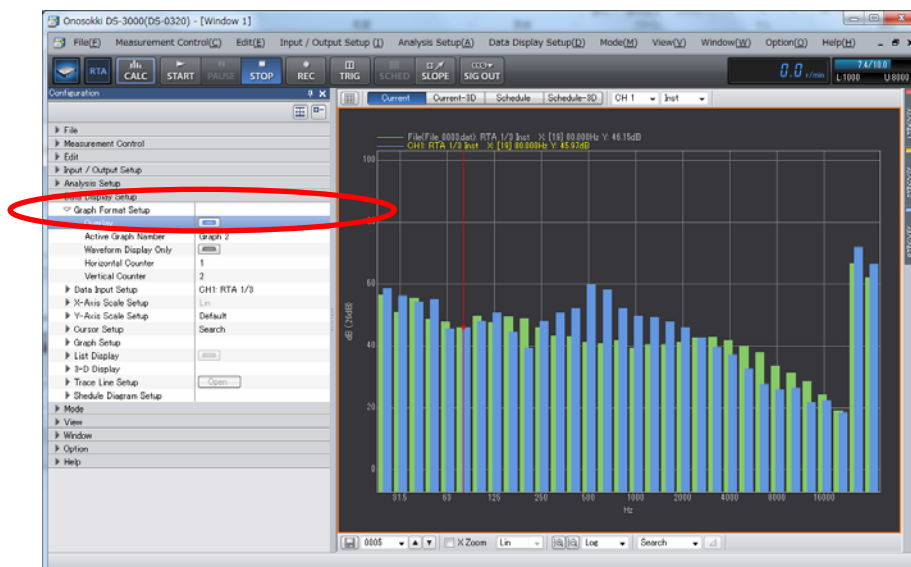 Onosokki DS-3000(DS-0320) - [Window 1]
File(F) Measurement Control(C) Edit(E) Input / Output Setup (I) Analysis Setup(A) Data Display Setup(D) Mode(M) View(V) Window(W) Option(O) Help(H)
RTA CALC START PAUSE STOP REC TRIG SCHED SLOPE SIG OUT 0.0 r/min 7.4/10.0
L:1000 U:8000
Configuration
Current Current-3D Schedule Schedule-3D CH 1 Inst
File
Measurement Control
Edit
Input / Output Setup
Analysis Setup
Data Display Setup
Graph Format Setup
Overlay
Active Graph Number Graph 2
Waveform Display Only
Horizontal Counter 1
Vertical Counter 2
Data Input Setup CH1: RTA 1/3
X-Axis Scale Setup Lin
Y-Axis Scale Setup Default
Cursor Setup Search
Graph Setup
List Display
3-D Display
Trace Line Setup Open
Shedule Diagram Setup
Mode
View
Window
Option
Help
File(File_0003.dat): RTA 1/3 Inst X: [19] 80.000Hz Y: 46.15dB
CH1: RTA 1/3 Inst X: [19] 80.000Hz Y: 45.97dB
100
60
40
20
0
dB (20dB)
31.5 63 125 250 500 1000 2000 4000 8000 16000
Hz
0005 X Zoom Lin Log Search